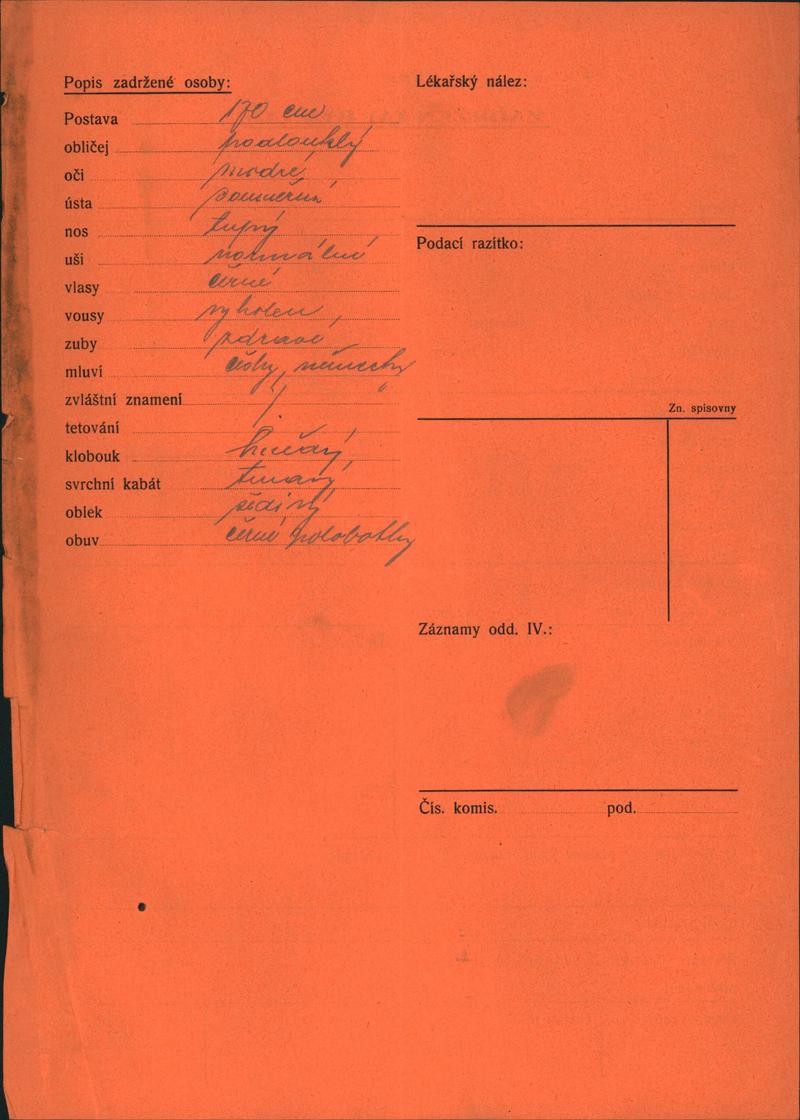 Popis zadržené osoby:
Postava 170 cm
obličej podlouhlý
oči modré
ústa souměrná
nos tupý
uši normální
vlasy černé
vousy vyholen
zuby zdravé
mluví česky, německy
zvláštní znamení /
tetování
klobouk hnědý
svrchní kabát tmavý
oblek šedivý
obuv černé polobotky
Lékařský nález:
Podací razítko:
Zn. spisovny
Záznamy odd. IV.:
Čís. komis. pod.